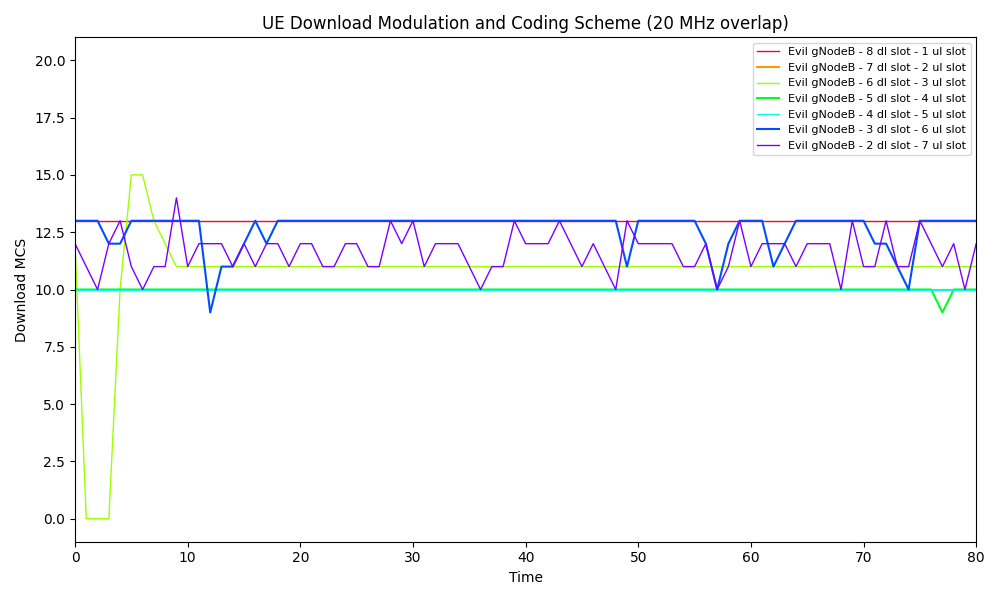 UE Download Modulation and Coding Scheme (20 MHz overlap)
Evil gNodeB - 8 dl slot - 1 ul slot
Evil gNodeB - 7 dl slot - 2 ul slot
Evil gNodeB - 6 dl slot - 3 ul slot
Evil gNodeB - 5 dl slot - 4 ul slot
Evil gNodeB - 4 dl slot - 5 ul slot
Evil gNodeB - 3 dl slot - 6 ul slot
Evil gNodeB - 2 dl slot - 7 ul slot
Download MCS
20.0
17.5
15.0
12.5
10.0
7.5
5.0
2.5
0.0
0 10 20 30 40 50 60 70 80
Time